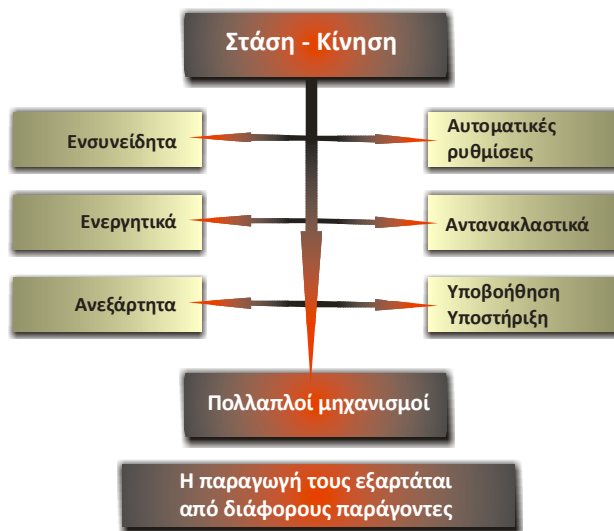 Στάση - Κίνηση
Ενσυνείδητα
Αυτοματικές
ρυθμίσεις
Ενεργητικά
Αντανακλαστικά
Ανεξάρτητα
Υποβοήθηση
Υποστήριξη
Πολλαπλοί μηχανισμοί
Η παραγωγή τους εξαρτάται
από διάφορους παράγοντες